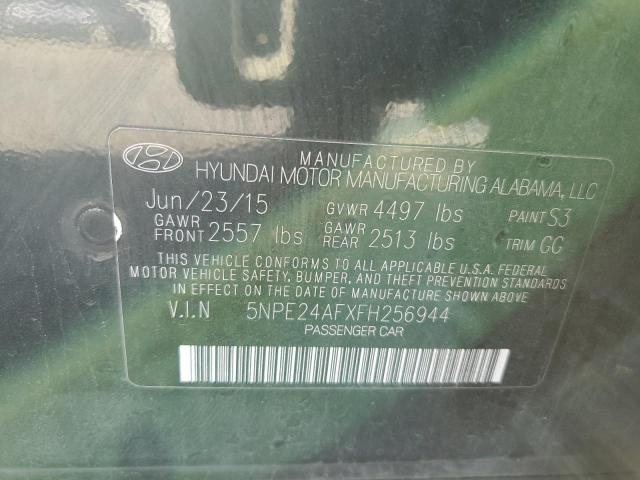 MANUFACTURED BY
HYUNDAI MOTOR MANUFACTURING ALABAMA, LLC
Jun/23/15 GVWR 4497 lbs PAINT S3
GAWR FRONT 2557 lbs GAWR REAR 2513 lbs TRIM GG
THIS VEHICLE CONFORMS TO ALL APPLICABLE U.S.A. FEDERAL
MOTOR VEHICLE SAFETY, BUMPER, AND THEFT PREVENTION STANDARDS
IN EFFECT ON THE DATE OF MANUFACTURE SHOWN ABOVE.
V.I.N 5NPE24AFXFH256944
PASSENGER CAR